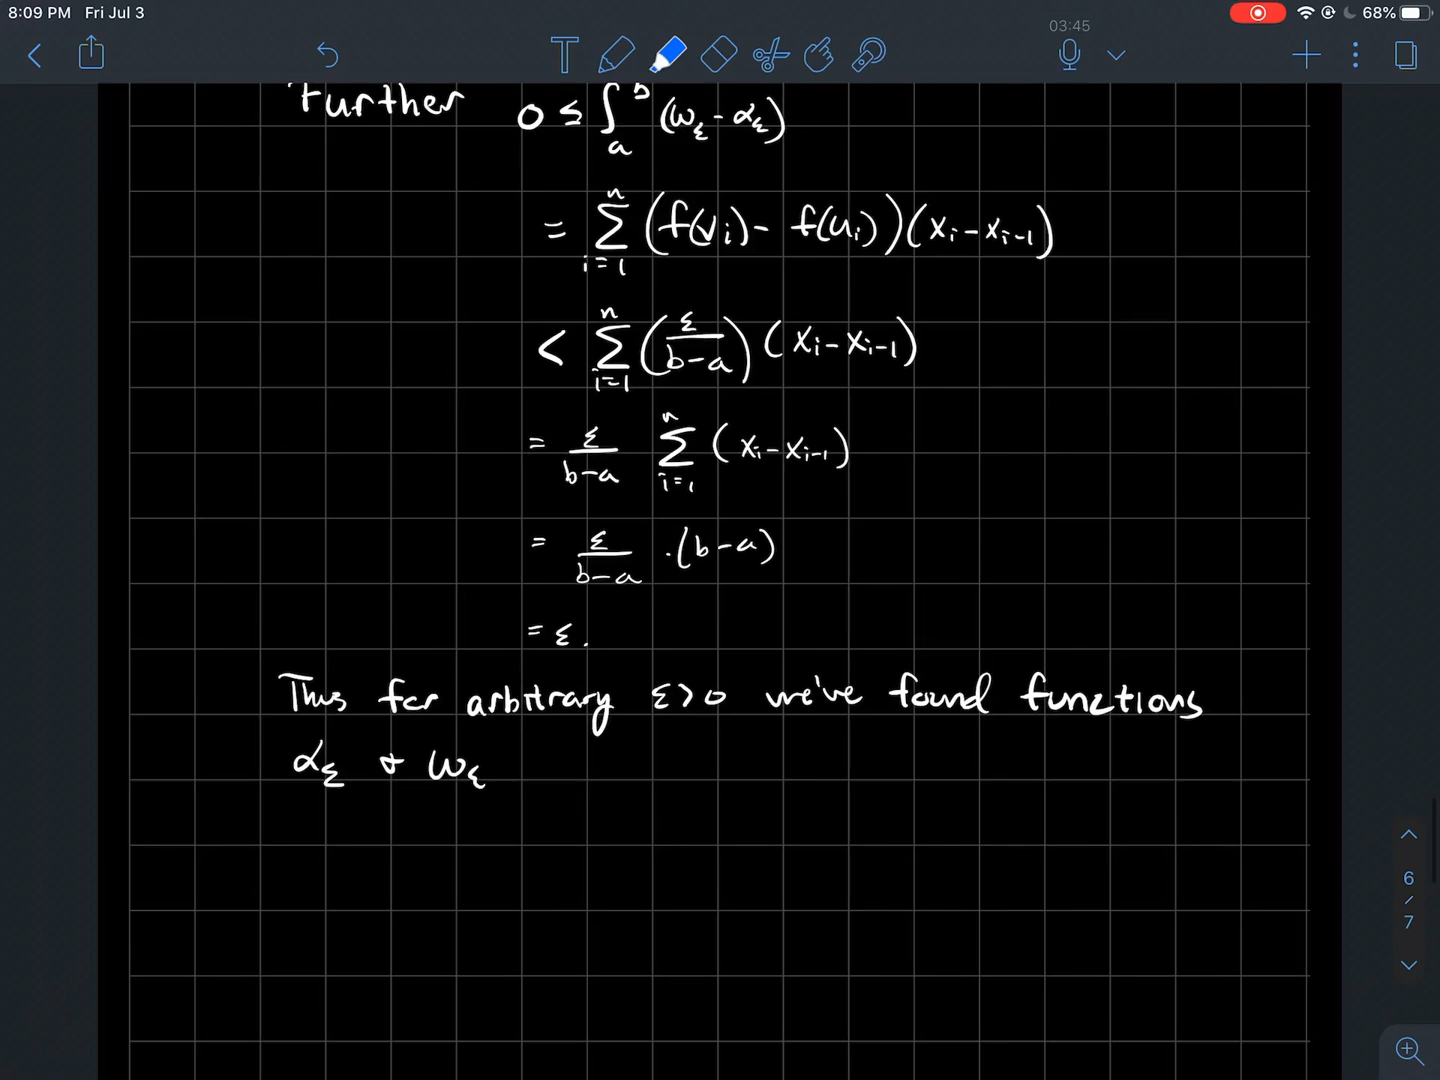 8:09 PM Fri Jul 3
68%
03:45
T
Further 0 ≤ ∫_a^b (ω_ε - α_ε)
= Σ_{i=1}^n (f(v_i) - f(u_i))(x_i - x_{i-1})
< Σ_{i=1}^n (ε/(b-a)) (x_i - x_{i-1})
= ε/(b-a) Σ_{i=1}^n (x_i - x_{i-1})
= ε/(b-a) · (b-a)
= ε.
Thus for arbitrary ε>0 we've found functions
α_ε & ω_ε
6
/
7